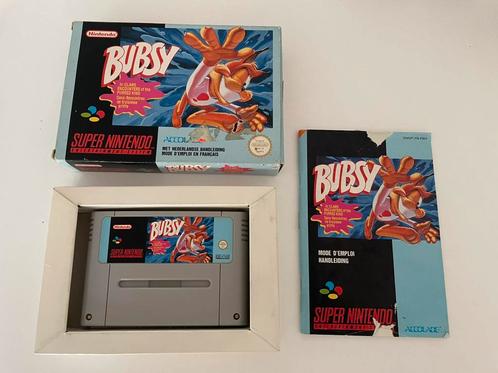 Nintendo
BUBSY
in CLAWS
ENCOUNTERS of the
FURRED KIND
SUPER NINTENDO
ENTERTAINMENT SYSTEM
ACCOLADE
MET NEDERLANDSE HANDLEIDING
MODE D'EMPLOI EN FRANÇAIS
BUBSY
in CLAWS
ENCOUNTERS of the
FURRED KIND
MODE D'EMPLOI
HANDLEIDING
SUPER NINTENDO
ACCOLADE
Nintendo
BUBSY
SUPER NINTENDO